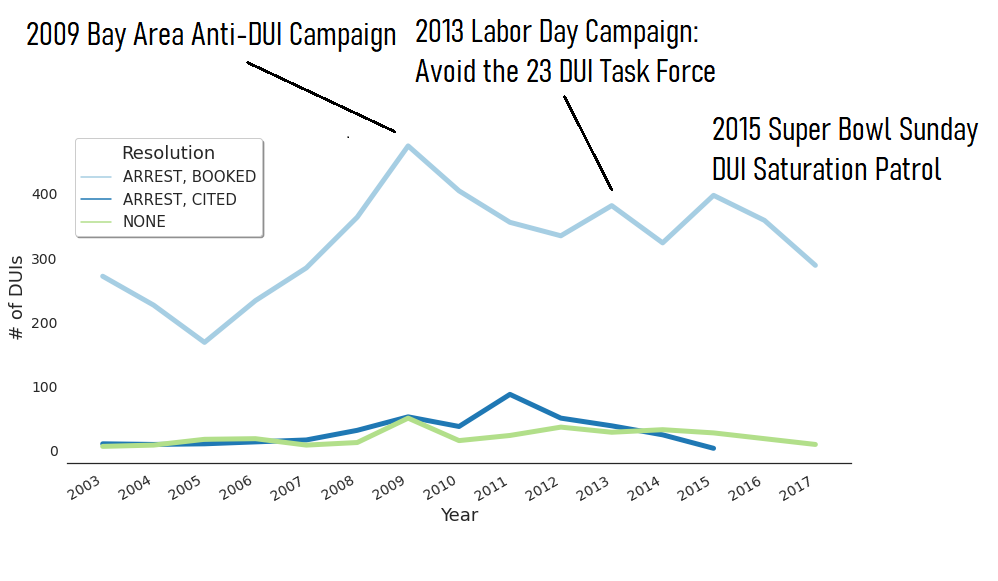 2009 Bay Area Anti-DUI Campaign
2013 Labor Day Campaign:
Avoid the 23 DUI Task Force
2015 Super Bowl Sunday
DUI Saturation Patrol
Resolution
ARREST, BOOKED
ARREST, CITED
NONE
# of DUIs
400
300
200
100
0
2003 2004 2005 2006 2007 2008 2009 2010 2011 2012 2013 2014 2015 2016 2017
Year